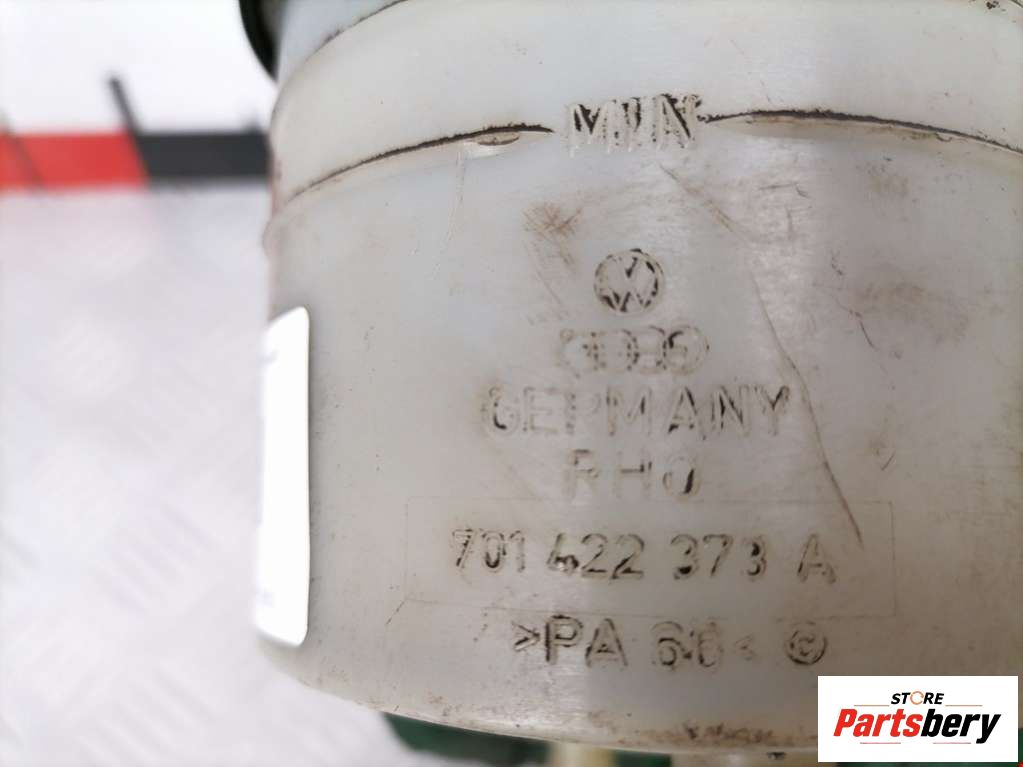 MIN
GERMANY
RHO
701 422 373 A
>PA 66< ©
STORE
Partsbery